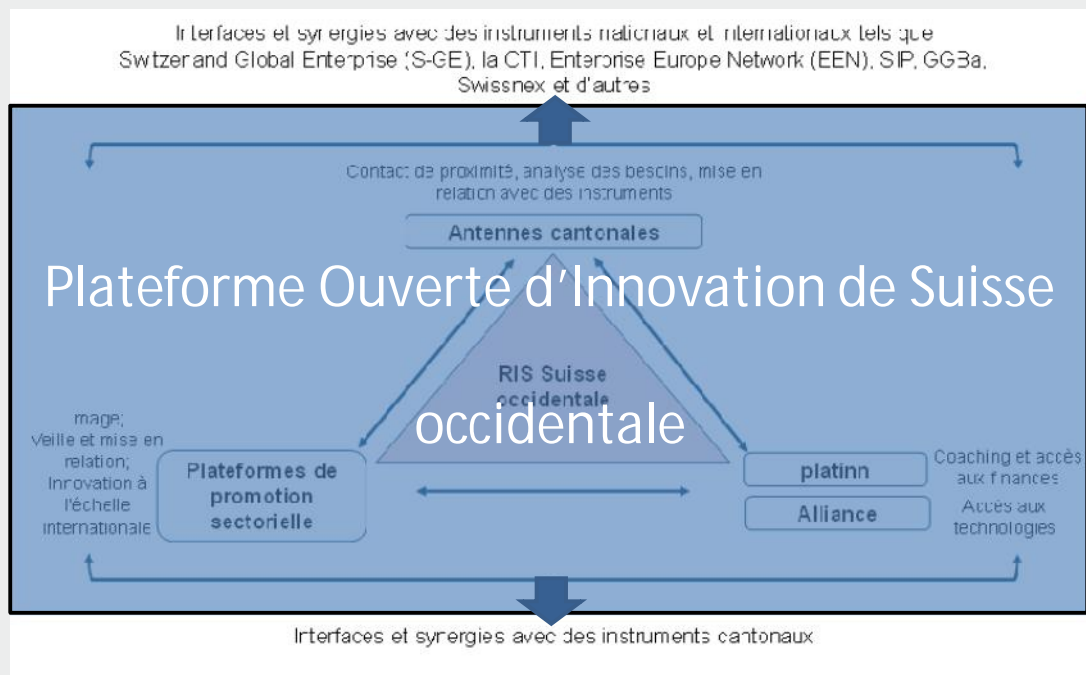 Interfaces et synergies avec des instruments nationaux et internationaux tels que
Switzerland Global Enterprise (S-GE), la CTI, Enterprise Europe Network (EEN), SIP, GGBa,
Swissnex et d'autres
Contact de proximité, analyse des besoins, mise en
relation avec des instruments
Antennes cantonales
Plateforme Ouverte d'Innovation de Suisse
occidentale
RIS Suisse
occidentale
Image;
Veille et mise en
relation;
Innovation à
l'échelle
internationale
Plateformes de
promotion
sectorielle
platinn
Alliance
Coaching et accès
aux finances
Accès aux
technologies
Interfaces et synergies avec des instruments cantonaux